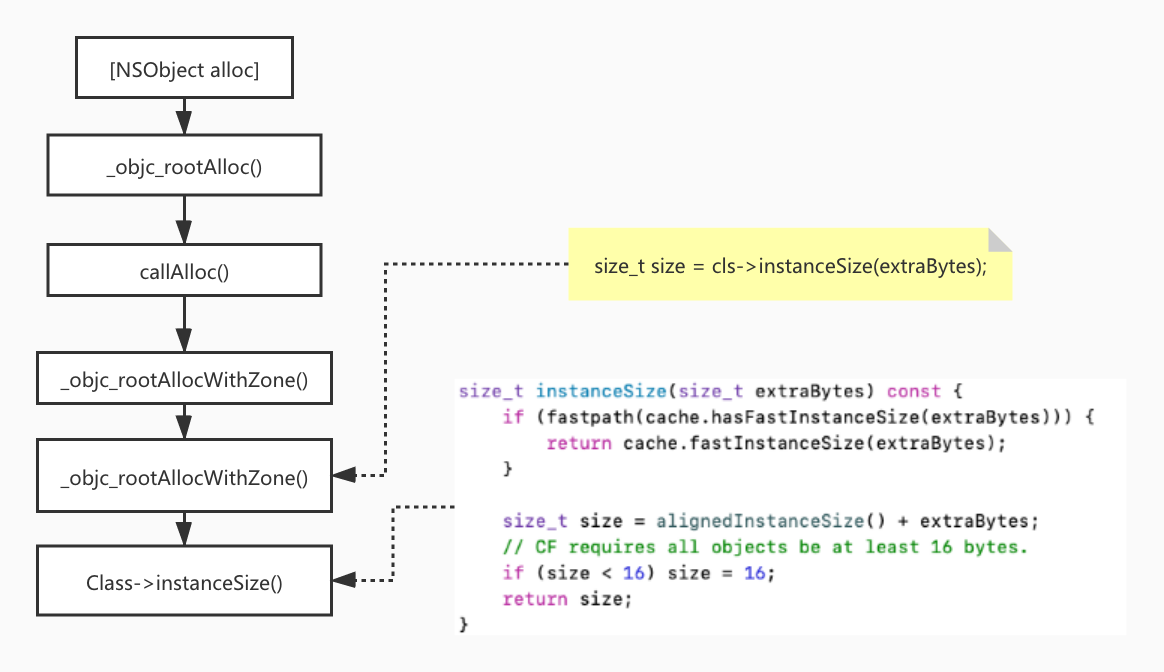 [NSObject alloc]
_objc_rootAlloc()
callAlloc()
_objc_rootAllocWithZone()
_objc_rootAllocWithZone()
Class->instanceSize()
size_t size = cls->instanceSize(extraBytes);
size_t instanceSize(size_t extraBytes) const {
    if (fastpath(cache.hasFastInstanceSize(extraBytes))) {
        return cache.fastInstanceSize(extraBytes);
    }
    size_t size = alignedInstanceSize() + extraBytes;
    // CF requires all objects be at least 16 bytes.
    if (size < 16) size = 16;
    return size;
}